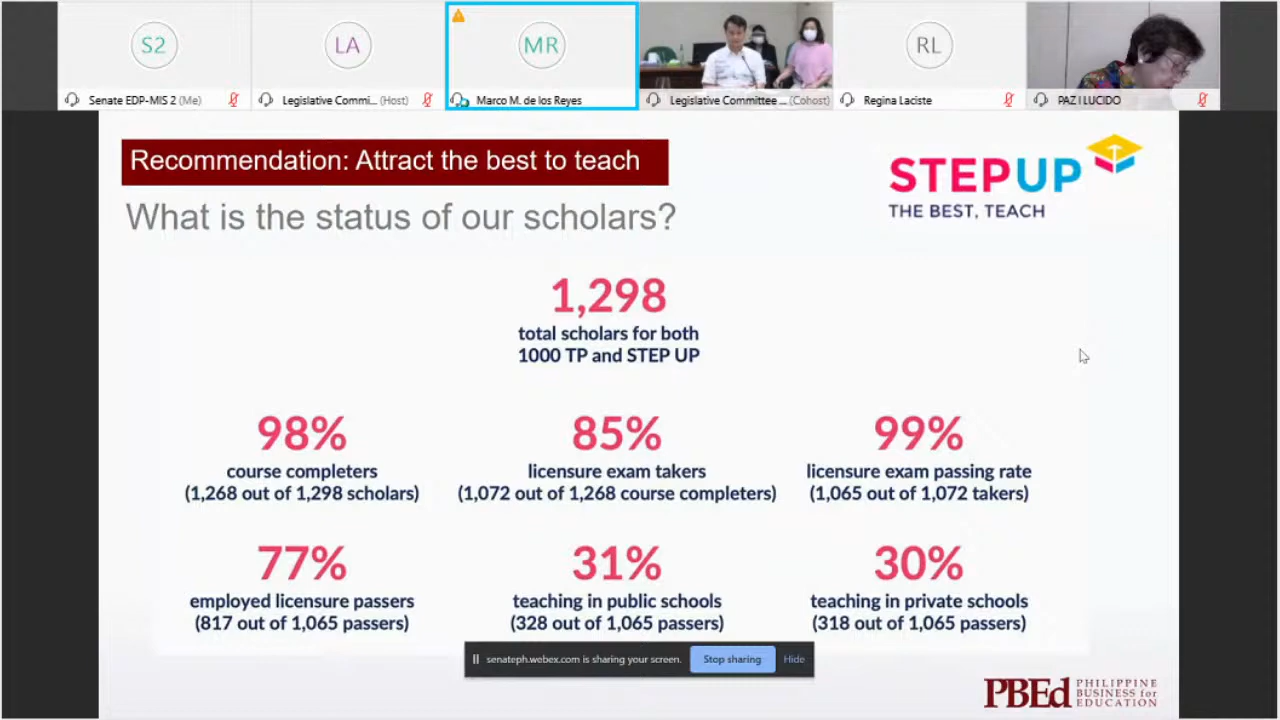 S2
LA
MR
RL
Senate EDP-MIS 2 (Me)
Legislative Commi... (Host)
Marco M. de los Reyes
Legislative Committee ... (Cohost)
Regina Laciste
PAZ I LUCIDO
Recommendation: Attract the best to teach
STEP UP
THE BEST, TEACH
What is the status of our scholars?
1,298
total scholars for both
1000 TP and STEP UP
98%
course completers
(1,268 out of 1,298 scholars)
85%
licensure exam takers
(1,072 out of 1,268 course completers)
99%
licensure exam passing rate
(1,065 out of 1,072 takers)
77%
employed licensure passers
(817 out of 1,065 passers)
31%
teaching in public schools
(328 out of 1,065 passers)
30%
teaching in private schools
(318 out of 1,065 passers)
senateph.webex.com is sharing your screen.
Stop sharing
Hide
PBEd
PHILIPPINE
BUSINESS for
EDUCATION